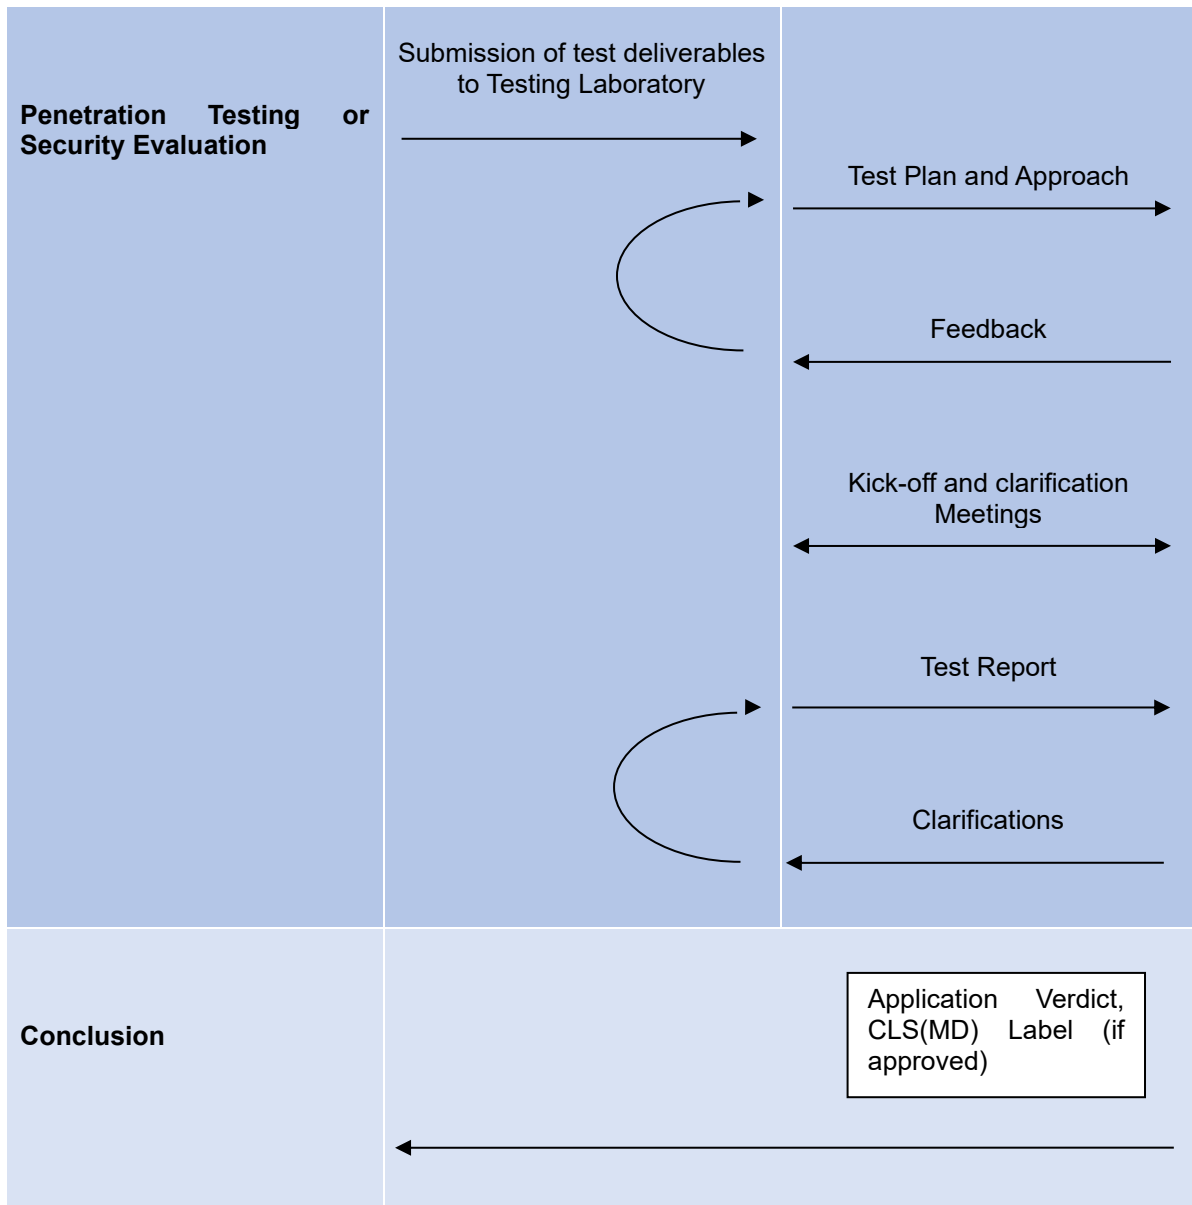 Submission of test deliverables
to Testing Laboratory
Penetration Testing or
Security Evaluation
Test Plan and Approach
Feedback
Kick-off and clarification
Meetings
Test Report
Clarifications
Conclusion
Application Verdict,
CLS(MD) Label (if
approved)